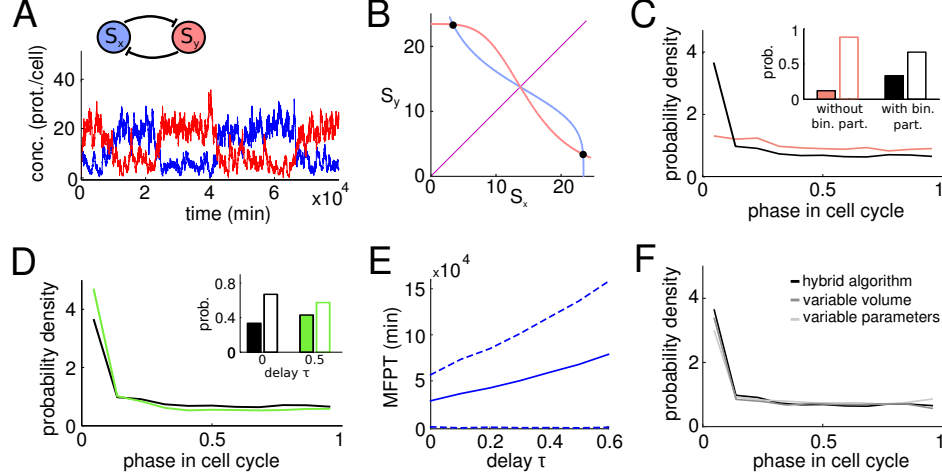 A
Sx
Sy
conc. (prot./cell)
40
20
0
0
2
4
6
8
x10^4
time (min)
B
Sy
20
10
0
0
10
20
Sx
C
probability density
4
2
0
0
0.5
1
phase in cell cycle
prob.
1
0.5
0
without
bin. part.
with bin.
part.
D
probability density
4
2
0
0
0.5
1
phase in cell cycle
prob.
0.8
0.4
0
0
0.5
delay τ
E
x10^4
MFPT (min)
15
10
5
0
0
0.2
0.4
0.6
delay τ
F
probability density
4
2
0
0
0.5
1
phase in cell cycle
hybrid algorithm
variable volume
variable parameters